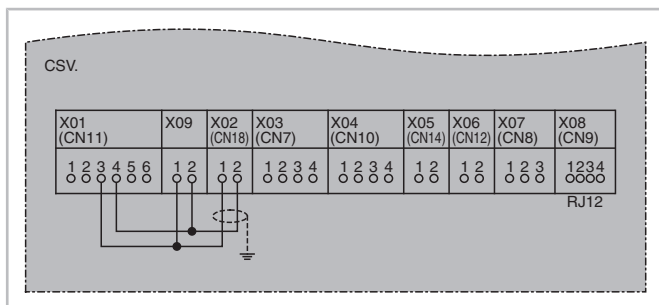 CSV.
X01 X09 X02 X03 X04 X05 X06 X07 X08
(CN11) (CN18) (CN7) (CN10) (CN14) (CN12) (CN8) (CN9)
1 2 3 4 5 6 1 2 1 2 1 2 3 4 1 2 3 4 1 2 1 2 1 2 3 1234
RJ12